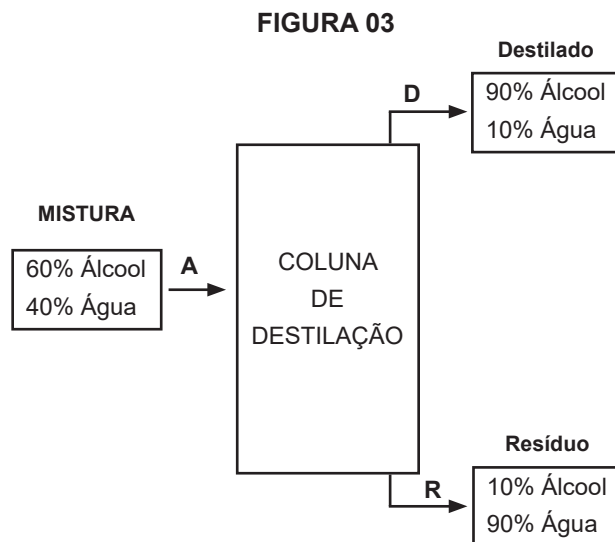 FIGURA 03
Destilado
D
90% Álcool
10% Água
MISTURA
60% Álcool
40% Água
A
COLUNA
DE
DESTILAÇÃO
Resíduo
R
10% Álcool
90% Água